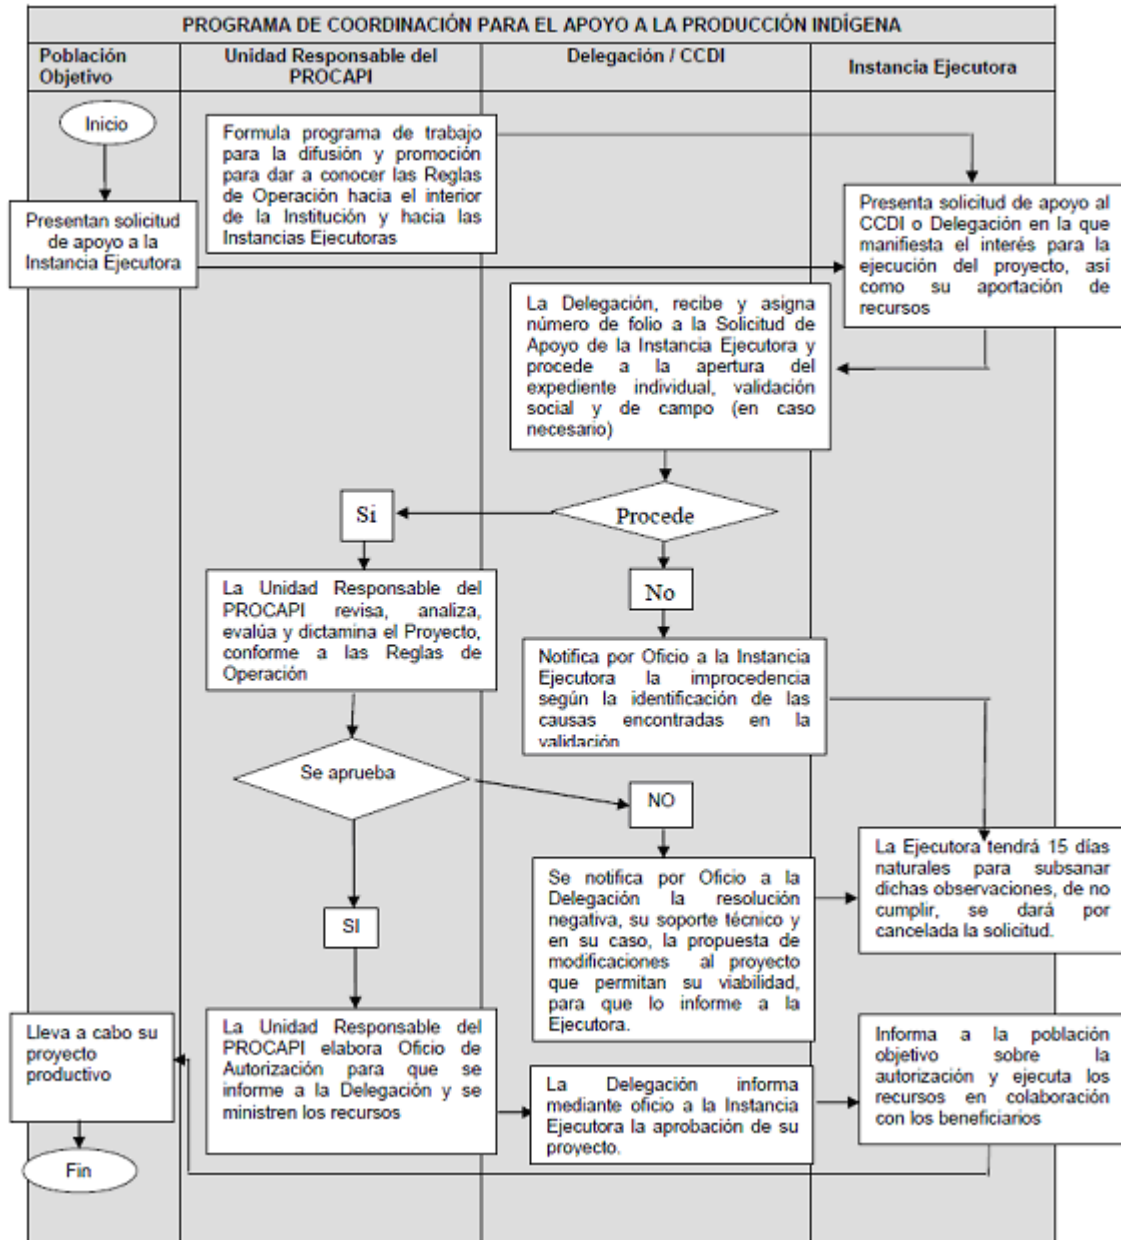 PROGRAMA DE COORDINACIÓN PARA EL APOYO A LA PRODUCCIÓN INDÍGENA
Población
Objetivo
Unidad Responsable del
PROCAPI
Delegación / CCDI
Instancia Ejecutora
Inicio
Formula programa de trabajo
para la difusión y promoción
para dar a conocer las Reglas
de Operación hacia el interior
de la Institución y hacia las
Instancias Ejecutoras
Presentan solicitud
de apoyo a la
Instancia Ejecutora
Presenta solicitud de apoyo al
CCDI o Delegación en la que
manifiesta el interés para la
ejecución del proyecto, así
como su aportación de
recursos
La Delegación, recibe y asigna
número de folio a la Solicitud de
Apoyo de la Instancia Ejecutora y
procede a la apertura del
expediente individual, validación
social y de campo (en caso
necesario)
Procede
Si
No
La Unidad Responsable del
PROCAPI revisa, analiza,
evalúa y dictamina el Proyecto,
conforme a las Reglas de
Operación
Notifica por Oficio a la Instancia
Ejecutora la improcedencia
según la identificación de las
causas encontradas en la
validación
Se aprueba
NO
SI
La Ejecutora tendrá 15 días
naturales para subsanar
dichas observaciones, de no
cumplir, se dará por
cancelada la solicitud.
Se notifica por Oficio a la
Delegación la resolución
negativa, su soporte técnico y
en su caso, la propuesta de
modificaciones al proyecto
que permitan su viabilidad,
para que lo informe a la
Ejecutora.
La Unidad Responsable del
PROCAPI elabora Oficio de
Autorización para que se
informe a la Delegación y se
ministren los recursos
La Delegación informa
mediante oficio a la Instancia
Ejecutora la aprobación de su
proyecto.
Informa a la población
objetivo sobre la
autorización y ejecuta los
recursos en colaboración
con los beneficiarios
Lleva a cabo su
proyecto
productivo
Fin